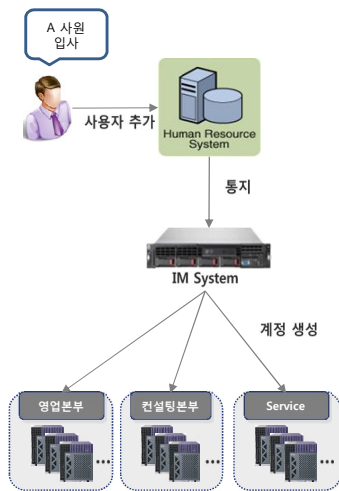 A 사원
입사
사용자 추가
Human Resource
System
통지
IM System
계정 생성
영업본부
컨설팅본부
Service